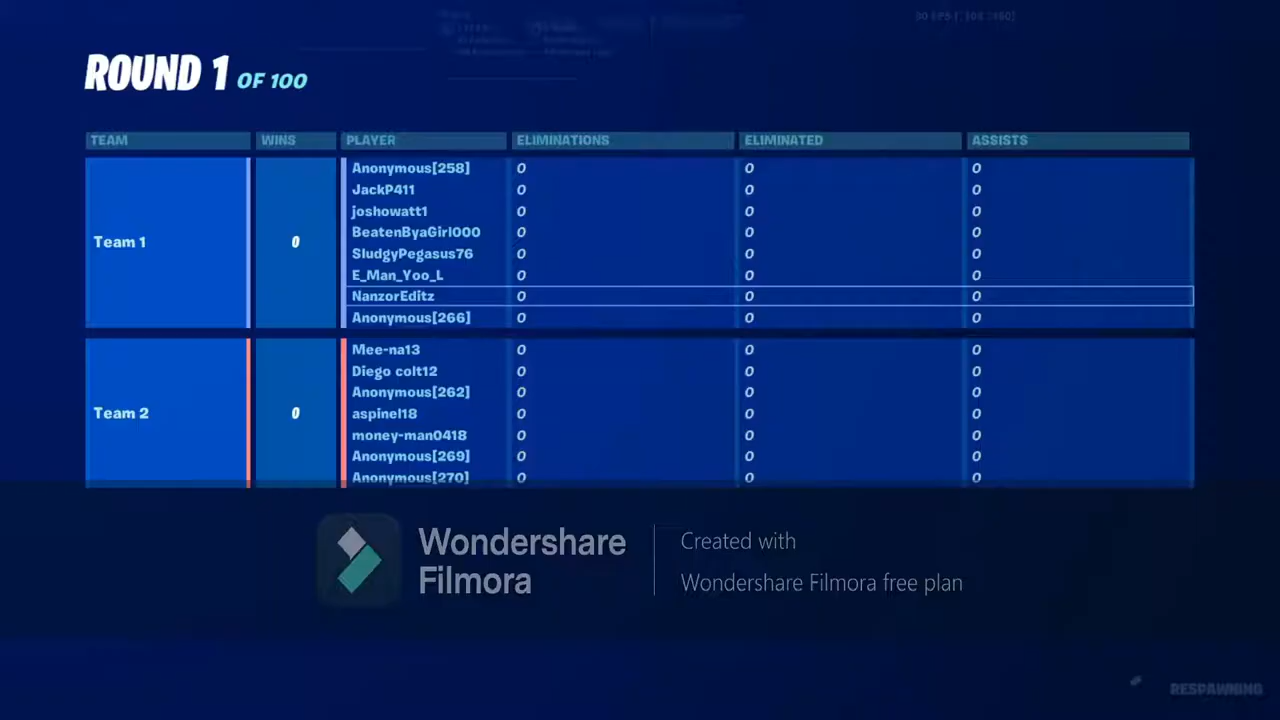 ROUND 1 OF 100
TEAM WINS PLAYER ELIMINATIONS ELIMINATED ASSISTS
Team 1 0
Anonymous[258] 0 0 0
JackP411 0 0 0
joshowatt1 0 0 0
BeatenByaGirl000 0 0 0
SludgyPegasus76 0 0 0
E_Man_Yoo_L 0 0 0
NanzorEditz 0 0 0
Anonymous[266] 0 0 0
Team 2 0
Mee-na13 0 0 0
Diego colt12 0 0 0
Anonymous[262] 0 0 0
aspinel18 0 0 0
money-man0418 0 0 0
Anonymous[269] 0 0 0
Anonymous[270] 0 0 0
Wondershare
Filmora
Created with
Wondershare Filmora free plan
RESPAWNING